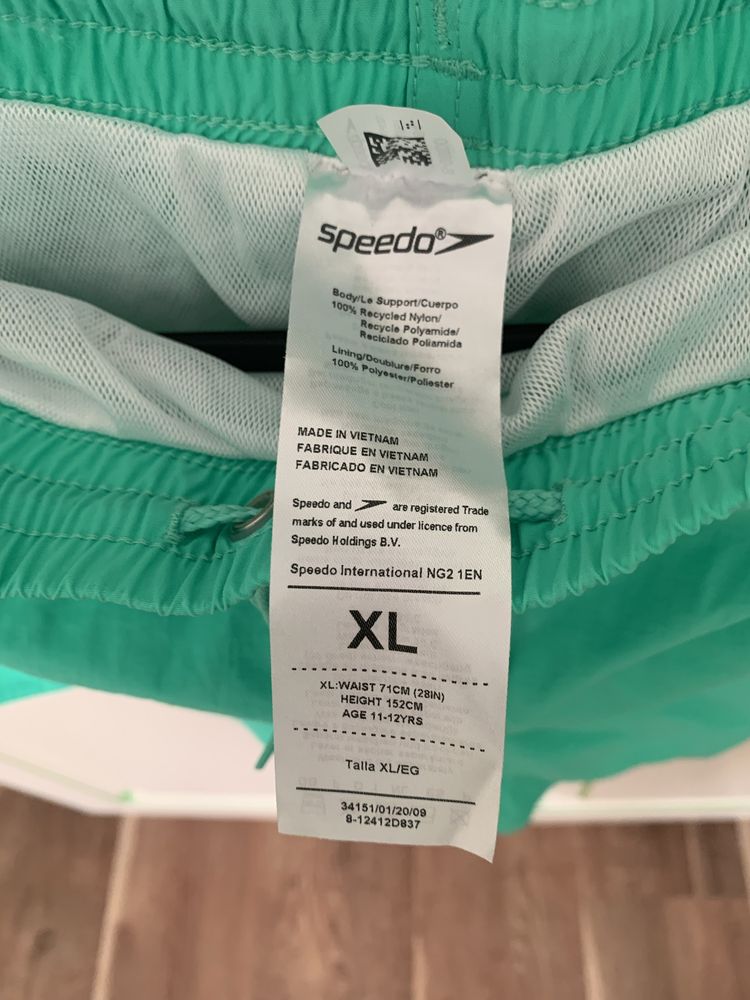 speedo®
Body/Le Support/Cuerpo
100% Recycled Nylon/
Recycle Polyamide/
Reciclado Poliamida
Lining/Doublure/Forro
100% Polyester/Poliester
MADE IN VIETNAM
FABRIQUE EN VIETNAM
FABRICADO EN VIETNAM
Speedo and are registered Trade
marks of and used under licence from
Speedo Holdings B.V.
Speedo International NG2 1EN
XL
XL:WAIST 71CM (28IN)
HEIGHT 152CM
AGE 11-12YRS
Talla XL/EG
34151/01/20/09
8-12412D837